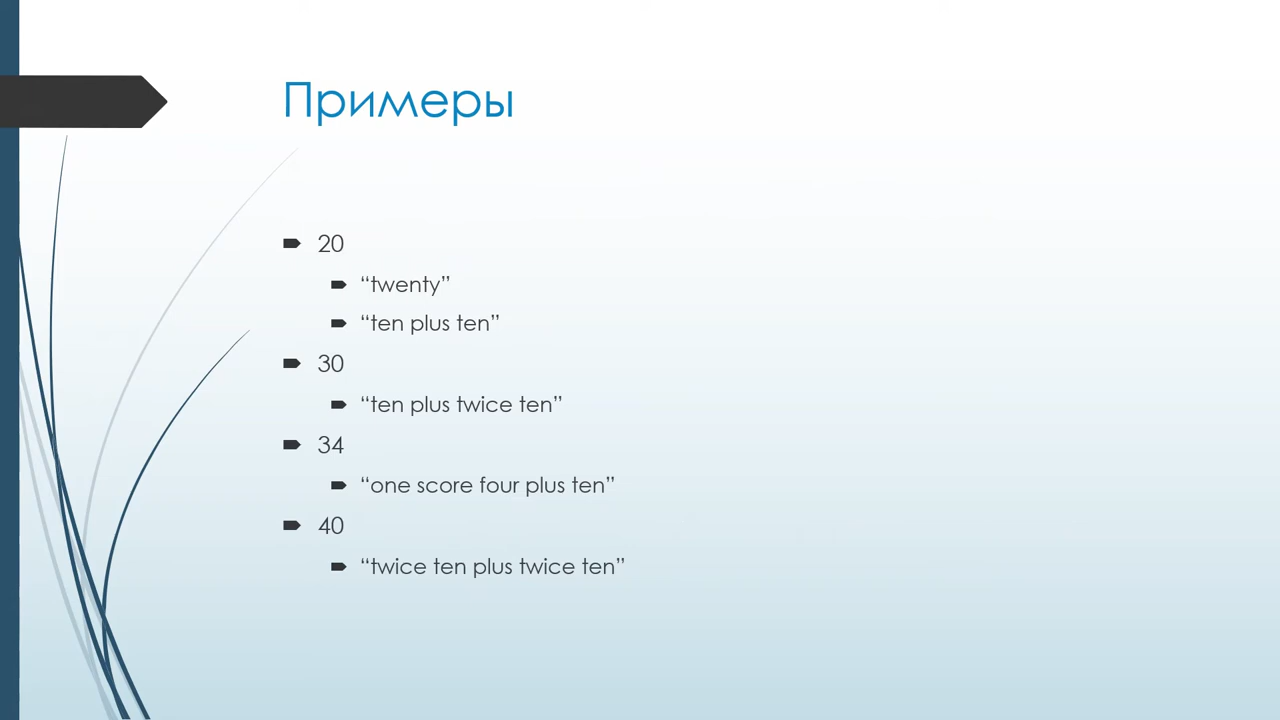 Примеры
20
“twenty”
“ten plus ten”
30
“ten plus twice ten”
34
“one score four plus ten”
40
“twice ten plus twice ten”